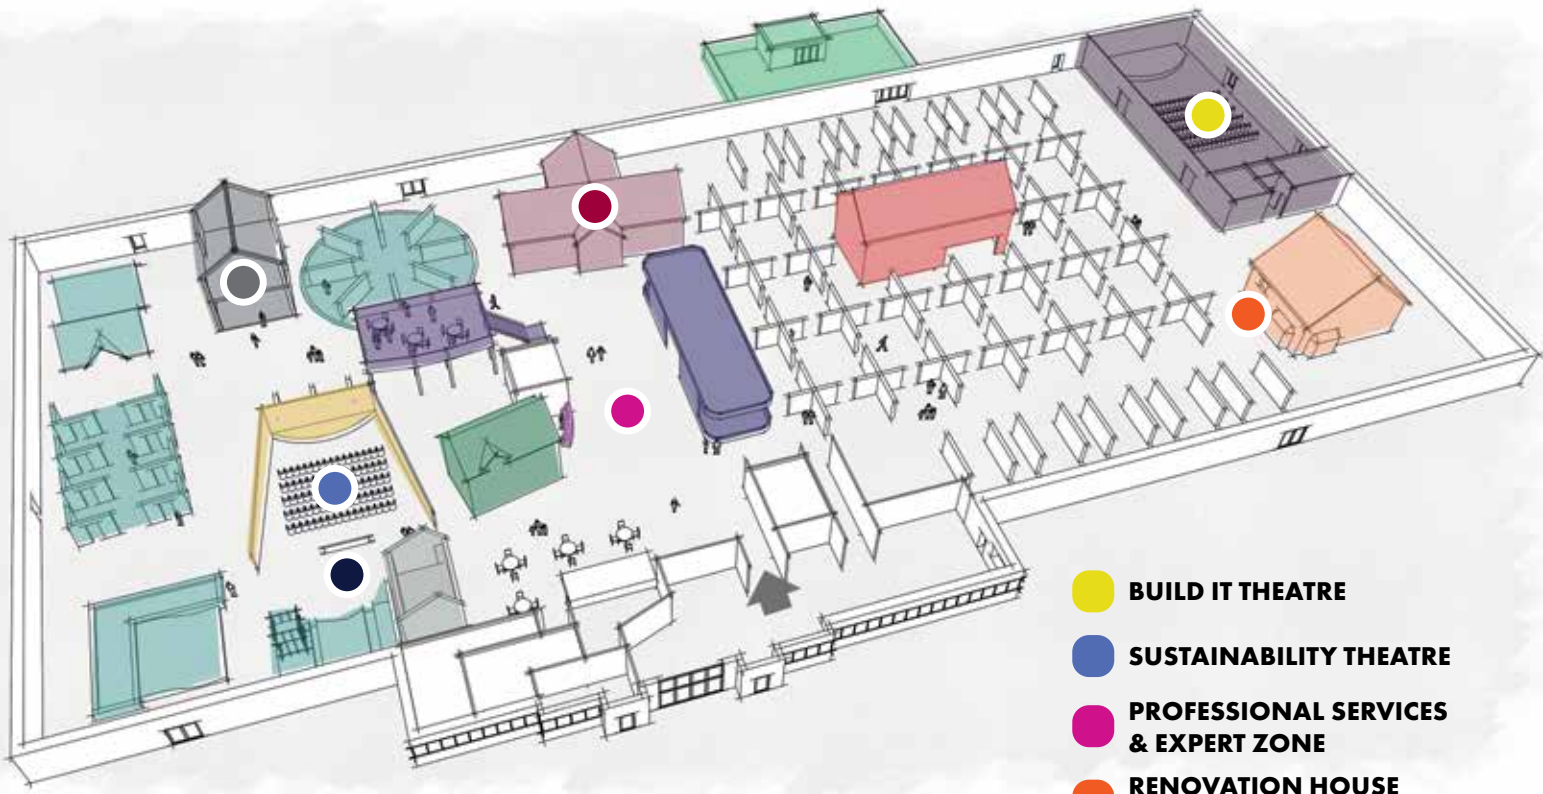 BUILD IT THEATRE
SUSTAINABILITY THEATRE
PROFESSIONAL SERVICES
& EXPERT ZONE
RENOVATION HOUSE